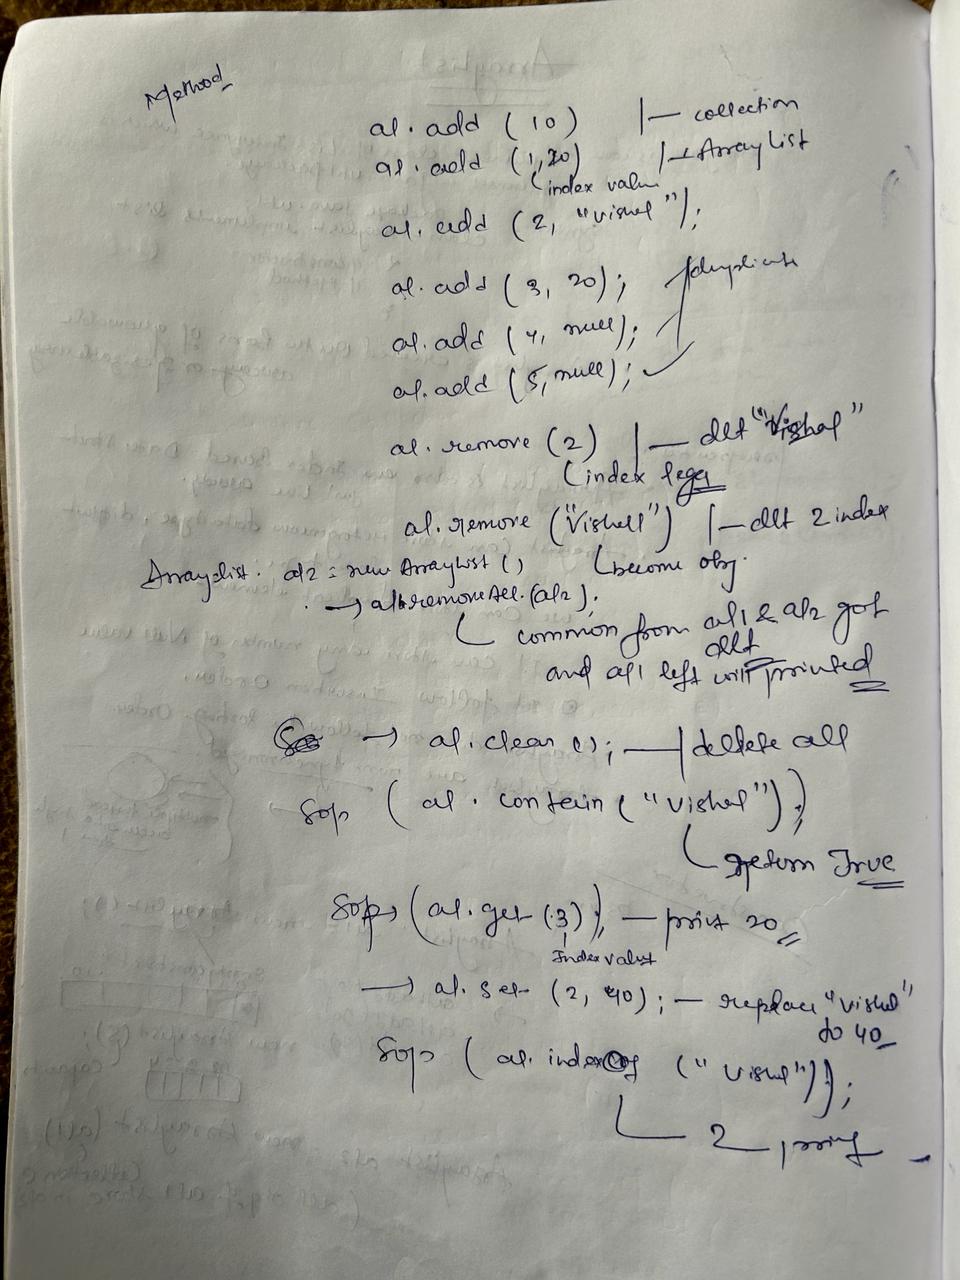 Method
al. add (10) |— collection
al. add (1,20) |→ ArrayList
(index value
al. add (2, "vishal");
al. add (3, 20); duplicate
al. add (4, null);
al. add (5, null);
al. remove (2) |— dlt "Vishal"
(index
al. remove ("Vishal") |— dlt 2 index
Arraylist. al2 = new ArrayList () become obj.
→ al1.removeAll.(al2);
common from al1 & al2 got
dlt
and al1 left will printed
→ al. clear (); —| delete all
Sop ( al. contain ("vishal"));
return True
Sop ( al. get (3)); — print 20
Index value
→ al. set (2, 40); — replace "vishal"
to 40
Sop ( al. indexOf ("vishal"));
2 print